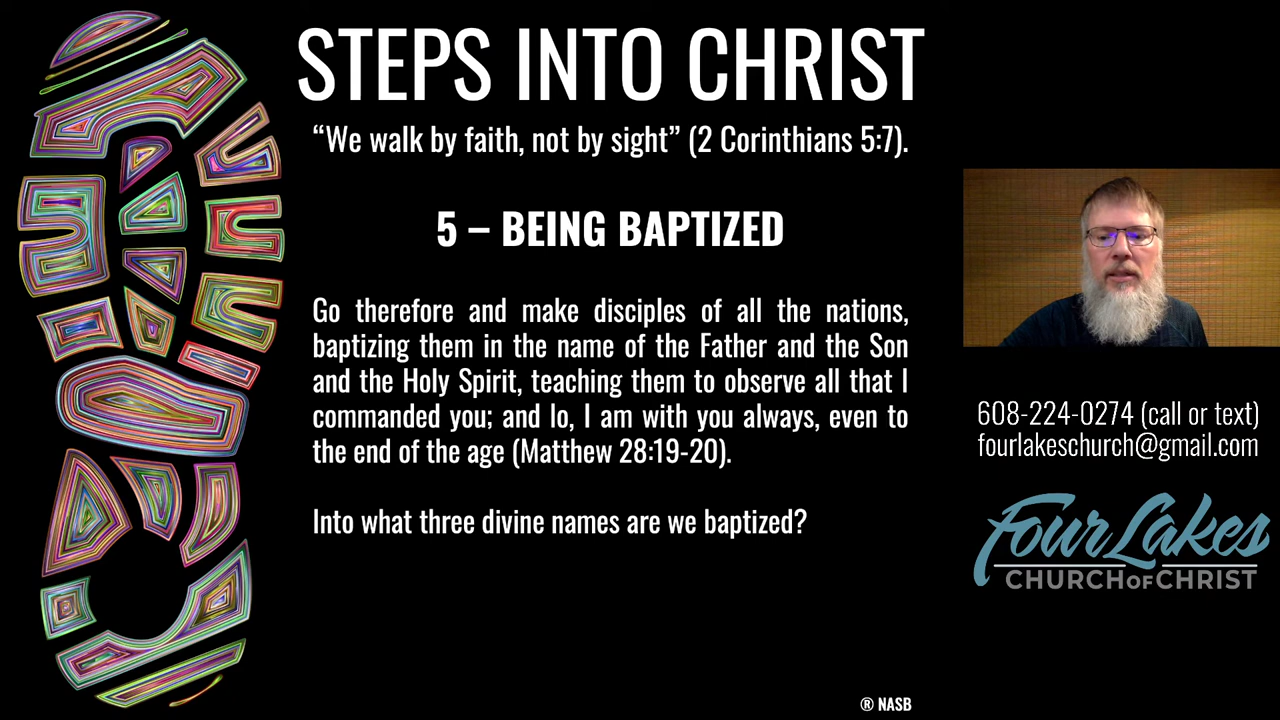 STEPS INTO CHRIST
“We walk by faith, not by sight” (2 Corinthians 5:7).
5 – BEING BAPTIZED
Go therefore and make disciples of all the nations,
baptizing them in the name of the Father and the Son
and the Holy Spirit, teaching them to observe all that I
commanded you; and lo, I am with you always, even to
the end of the age (Matthew 28:19-20).
Into what three divine names are we baptized?
608-224-0274 (call or text)
fourlakeschurch@gmail.com
Four Lakes
CHURCH OF CHRIST
® NASB